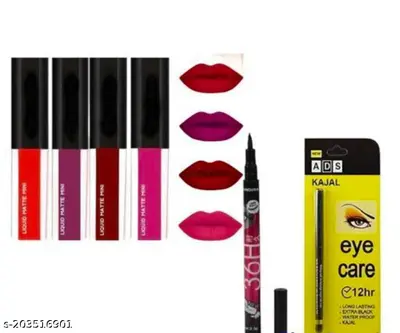 LIQUID MATTE MINI
LIQUID MATTE MINI
LIQUID MATTE MINI
LIQUID MATTE MINI
36H
NEW
ADS
KAJAL
eye
care
12hr
LONG LASTING
EXTRA BLACK
WATER PROOF
KAJAL
s-203516901